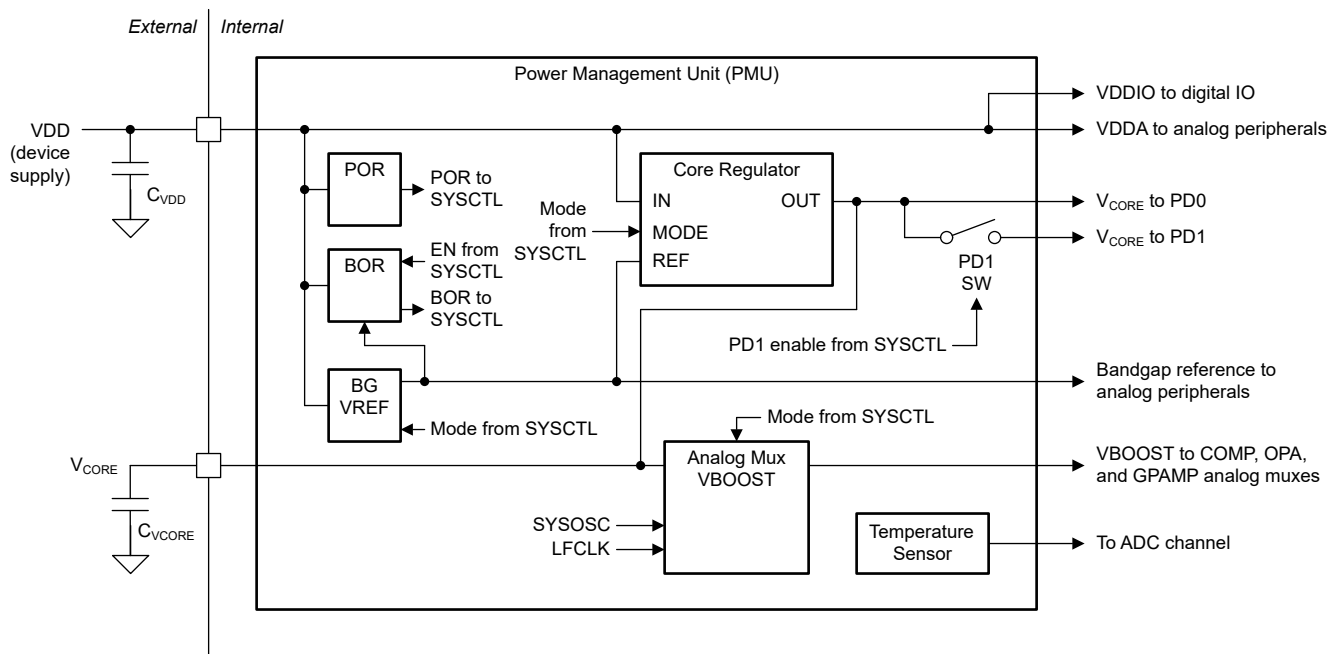 External
Internal
Power Management Unit (PMU)
VDDIO to digital IO
VDD
(device
supply)
VDDA to analog peripherals
C_VDD
POR
POR to
SYSCTL
Core Regulator
IN
OUT
MODE
REF
Mode
from
SYSCTL
V_CORE to PD0
V_CORE to PD1
PD1
SW
BOR
EN from
SYSCTL
BOR to
SYSCTL
PD1 enable from SYSCTL
BG
VREF
Mode from SYSCTL
Bandgap reference to
analog peripherals
Mode from SYSCTL
V_CORE
C_VCORE
Analog Mux
VBOOST
VBOOST to COMP, OPA,
and GPAMP analog muxes
SYSOSC
LFCLK
Temperature
Sensor
To ADC channel